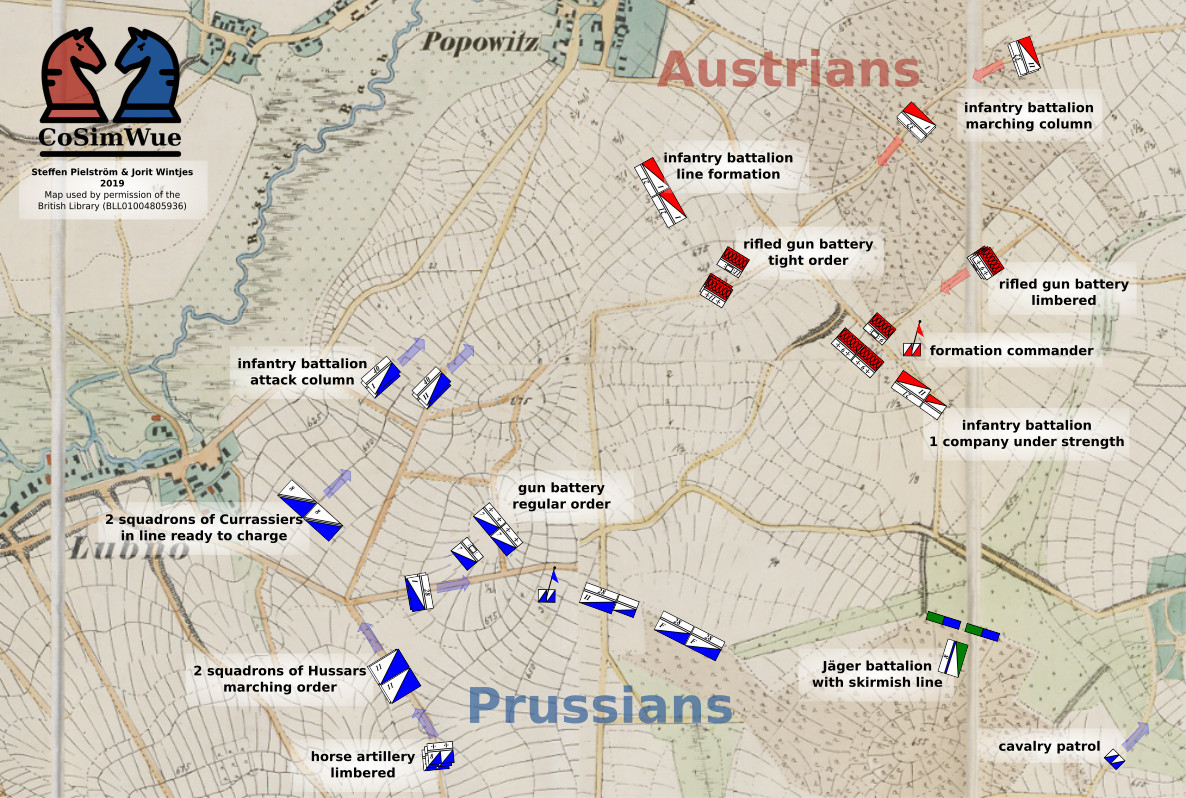 Popowitz
Austrians
CoSimWue
Steffen Pielström & Jorit Wintjes
2019
Map used by permission of the
British Library (BLL01004805936)
infantry battalion
marching column
infantry battalion
line formation
rifled gun battery
tight order
rifled gun battery
limbered
formation commander
infantry battalion
attack column
infantry battalion
1 company under strength
gun battery
regular order
2 squadrons of Currassiers
in line ready to charge
Lubno
Jäger battalion
with skirmish line
2 squadrons of Hussars
marching order
Prussians
cavalry patrol
horse artillery
limbered